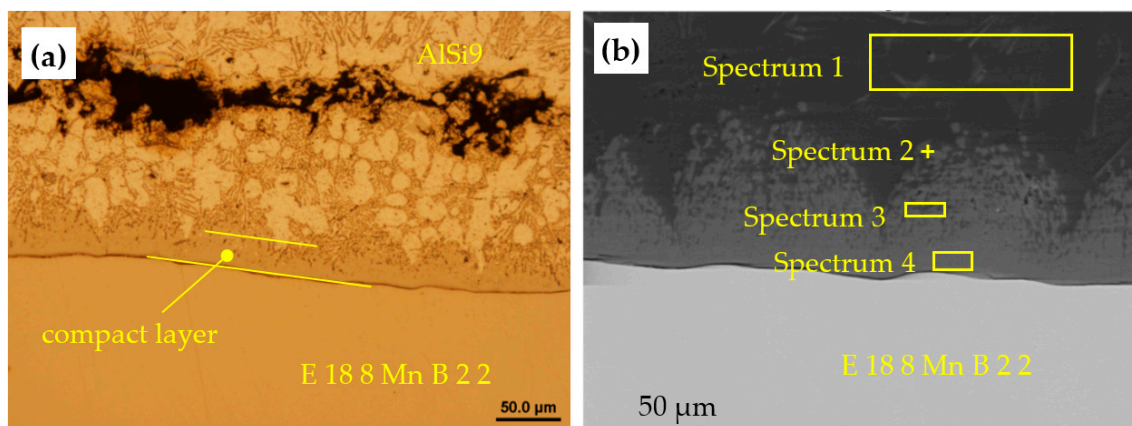 (a)
AlSi9
compact layer
E 18 8 Mn B 2 2
50.0 µm
(b)
Spectrum 1
Spectrum 2
Spectrum 3
Spectrum 4
E 18 8 Mn B 2 2
50 µm